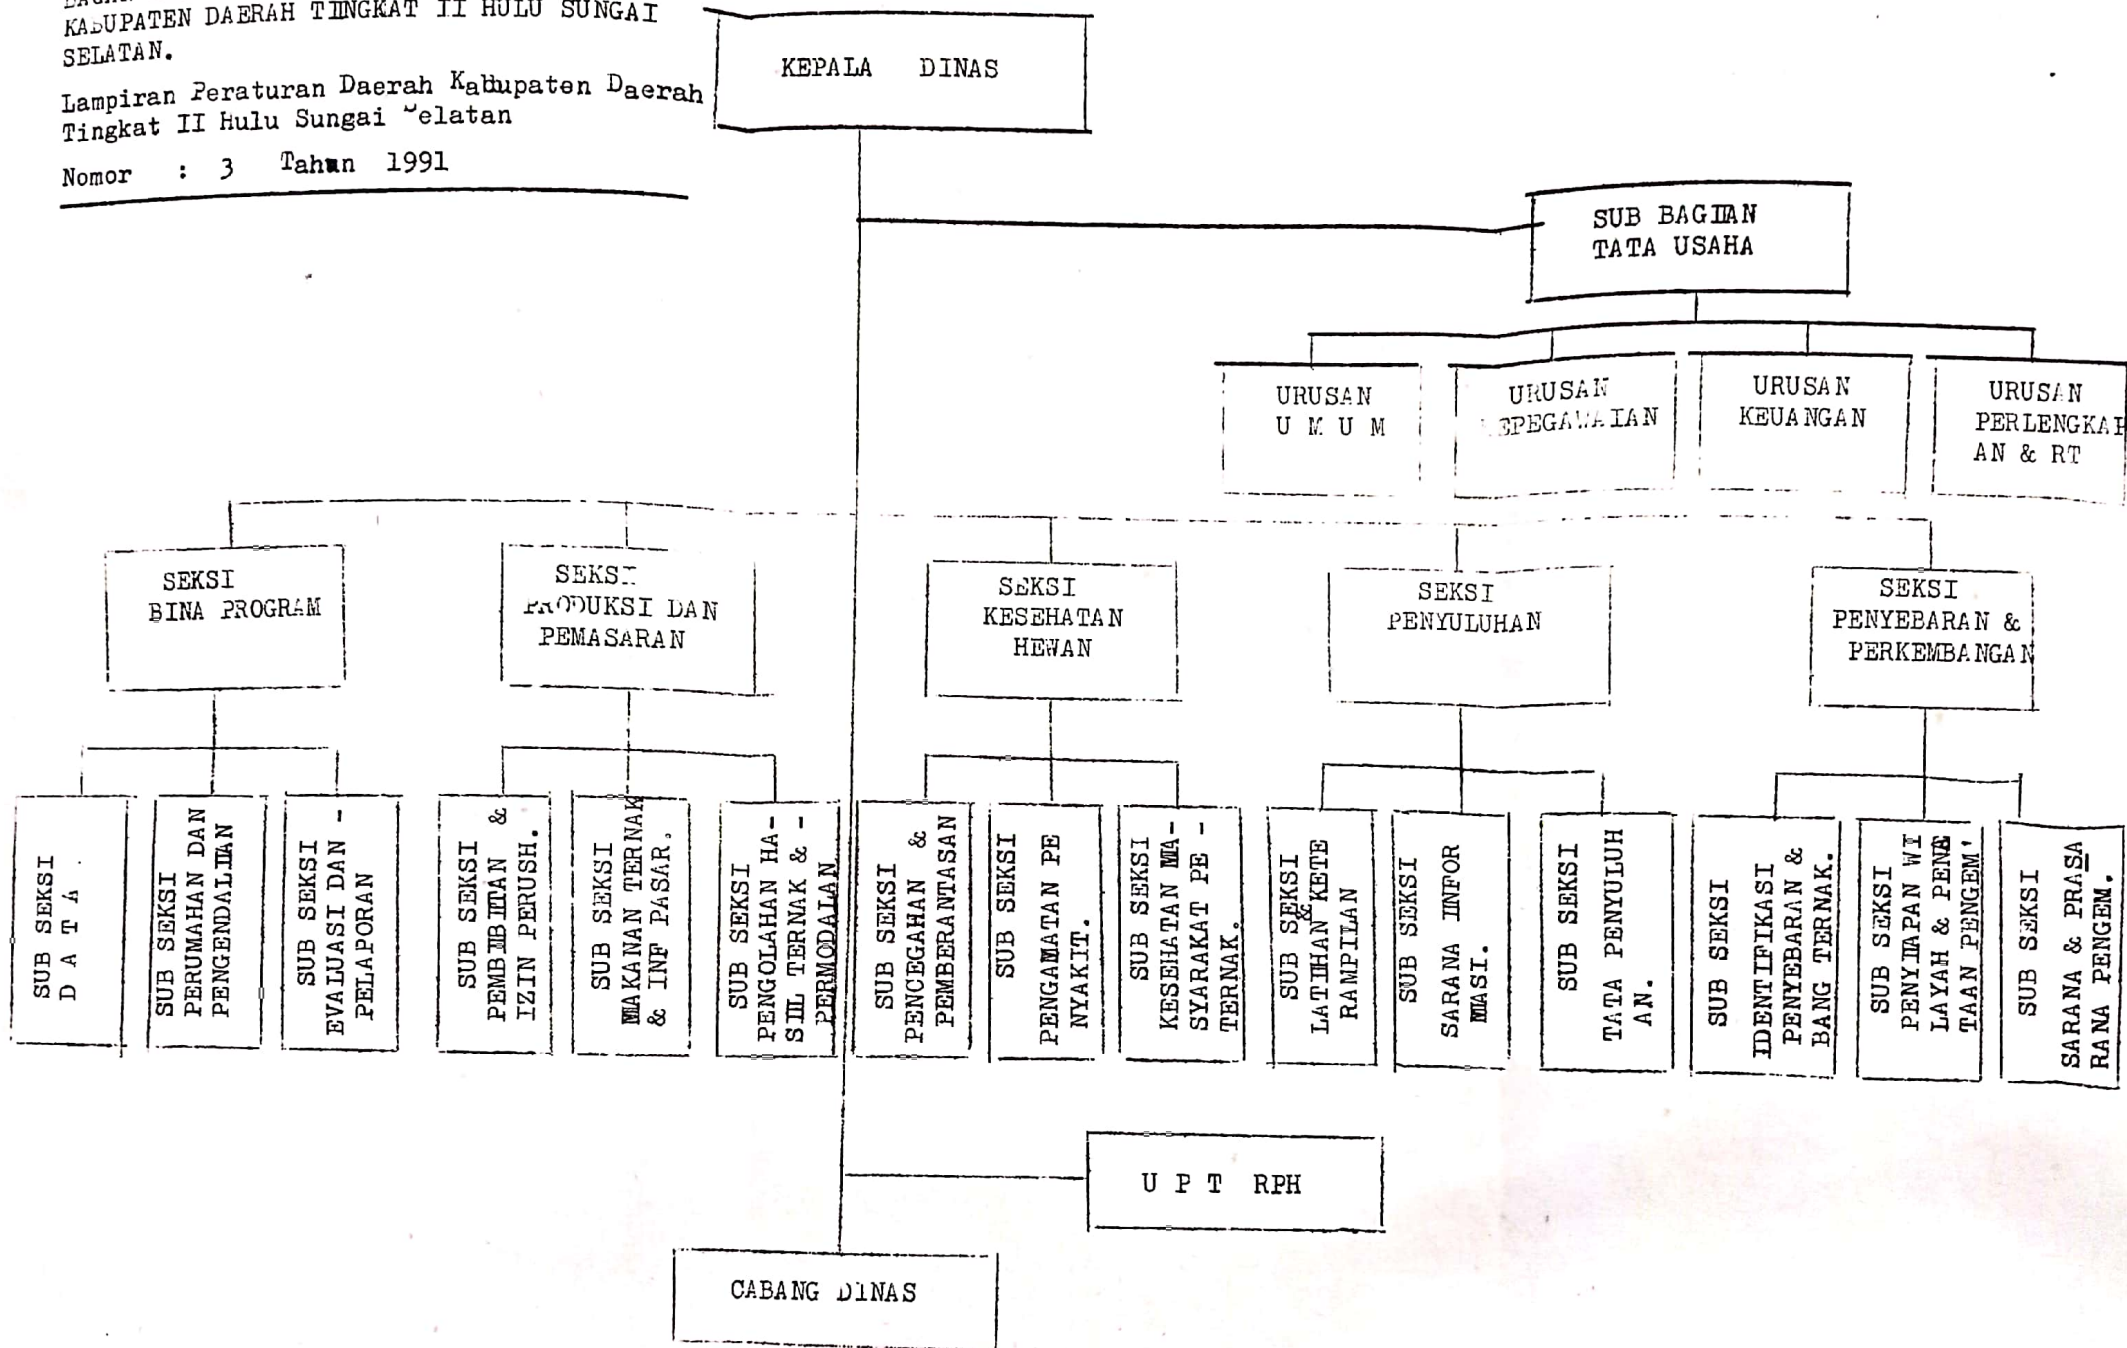 KABUPATEN DAERAH TINGKAT II HULU SUNGAI
SELATAN.
Lampiran Peraturan Daerah Kabupaten Daerah
Tingkat II Hulu Sungai Selatan
Nomor : 3 Tahun 1991
KEPALA DINAS
SUB BAGIAN
TATA USAHA
URUSAN
U M U M
URUSAN
KEPEGAWAIAN
URUSAN
KEUANGAN
URUSAN
PERLENGKAP
AN & RT
SEKSI
BINA PROGRAM
SEKSI
PRODUKSI DAN
PEMASARAN
SEKSI
KESEHATAN
HEWAN
SEKSI
PENYULUHAN
SEKSI
PENYEBARAN &
PERKEMBANGAN
SUB SEKSI
D A T A .
SUB SEKSI
PERUMAHAN DAN
PENGENDALIAN
SUB SEKSI
EVALUASI DAN -
PELAPORAN
SUB SEKSI
PEMBIBITAN &
IZIN PERUSH.
SUB SEKSI
MAKANAN TERNAK
& INF PASAR.
SUB SEKSI
PENGOLAHAN HA-
SIL TERNAK & -
PERMODALAN
SUB SEKSI
PENCEGAHAN &
PEMBERANTASAN
SUB SEKSI
PENGAMATAN PE
NYAKIT.
SUB SEKSI
KESEHATAN MA-
SYARAKAT PE -
TERNAK.
SUB SEKSI
LATIHAN & KETE
RAMPILAN
SUB SEKSI
SARANA INFOR
MASI.
SUB SEKSI
TATA PENYULUH
AN.
SUB SEKSI
IDENTIFIKASI
PENYEBARAN &
BANG TERNAK.
SUB SEKSI
PENYIAPAN WI
LAYAH & PENE
TAAN PENGEM'
SUB SEKSI
SARANA & PRASA
RANA PENGEM.
U P T RPH
CABANG DINAS